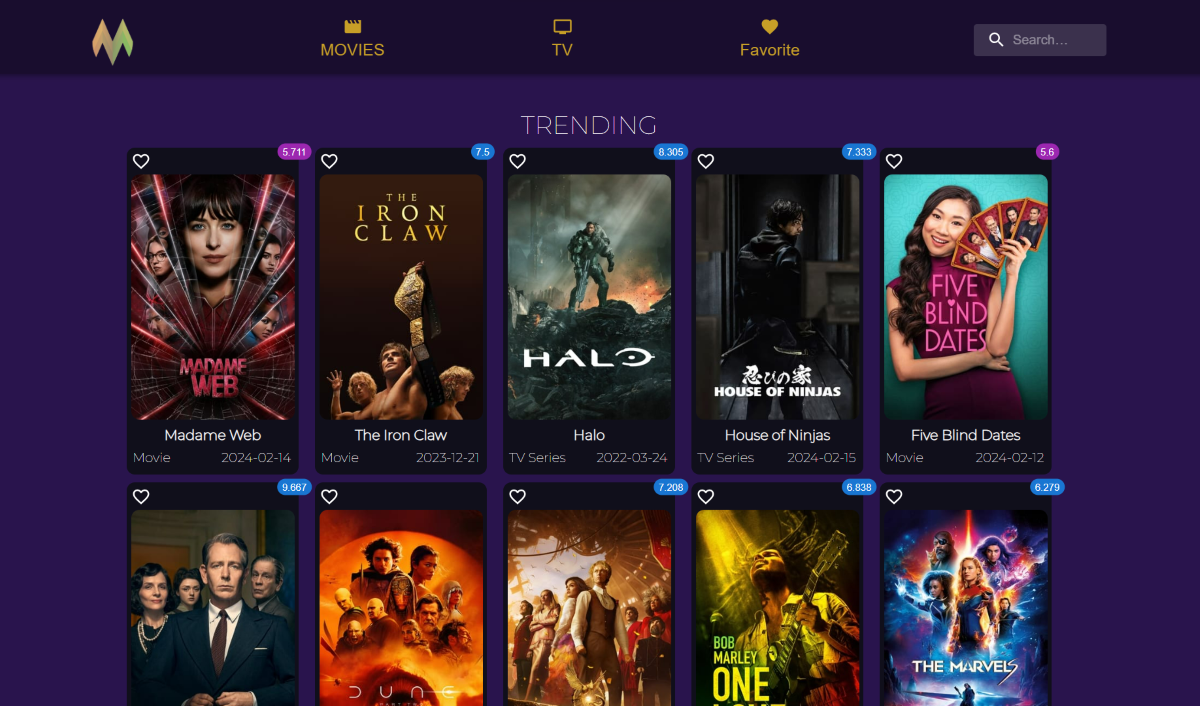 MOVIES
TV
Favorite
Search...
TRENDING
5.711
7.5
8.305
7.333
5.6
THE
IRON
CLAW
FIVE
BLIND
DATES
HALO
MADAME
WEB
忍びの家
HOUSE OF NINJAS
Madame Web
The Iron Claw
Halo
House of Ninjas
Five Blind Dates
Movie 2024-02-14
Movie 2023-12-21
TV Series 2022-03-24
TV Series 2024-02-15
Movie 2024-02-12
9.667
7.208
6.838
6.279
BOB
MARLEY
ONE
DUNE
THE MARVELS